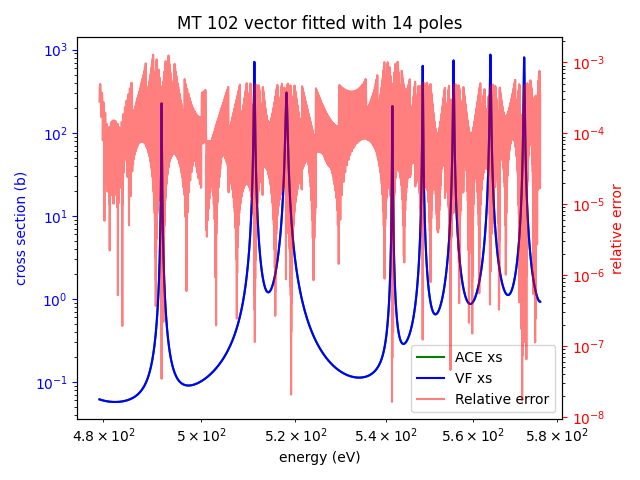 MT 102 vector fitted with 14 poles
cross section (b)
10³
10²
10¹
10⁰
10⁻¹
10⁻³
10⁻⁴
10⁻⁵
10⁻⁶
10⁻⁷
10⁻⁸
relative error
ACE xs
VF xs
Relative error
4.8 × 10² 5 × 10² 5.2 × 10² 5.4 × 10² 5.6 × 10² 5.8 × 10²
energy (eV)